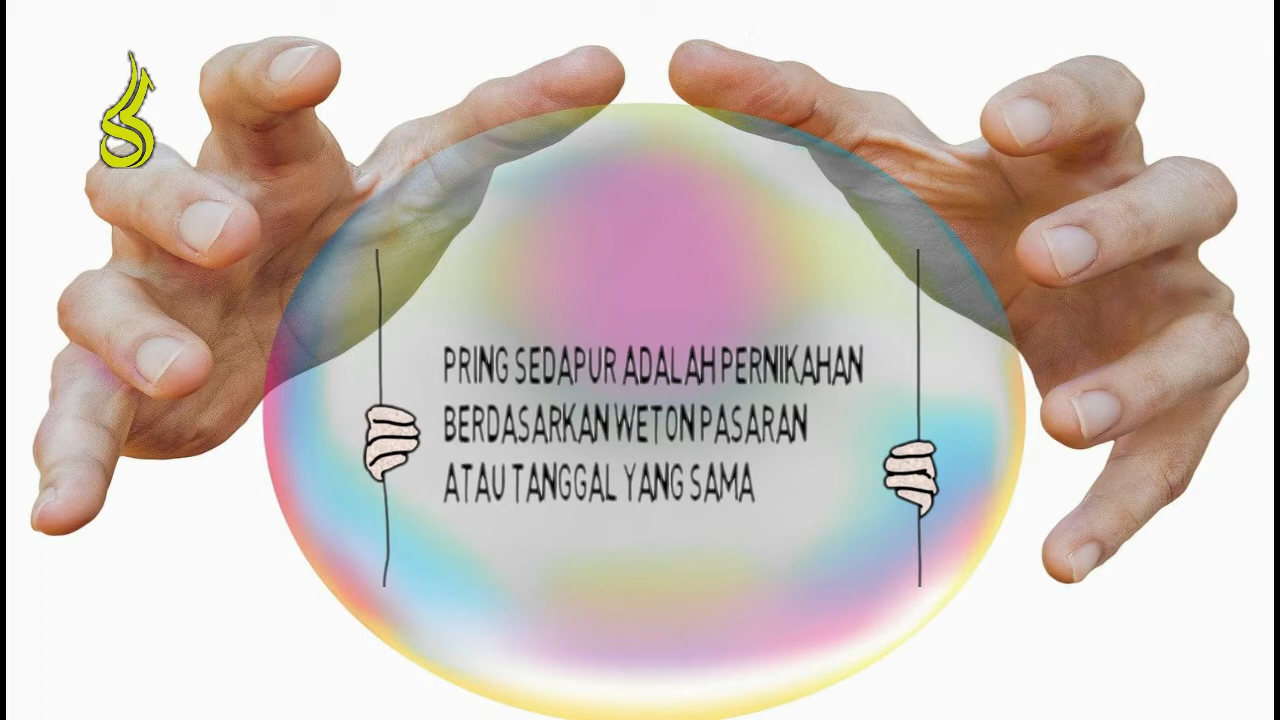 PRING SEDAPUR ADALAH PERNIKAHAN
BERDASARKAN WETON PASARAN
ATAU TANGGAL YANG SAMA